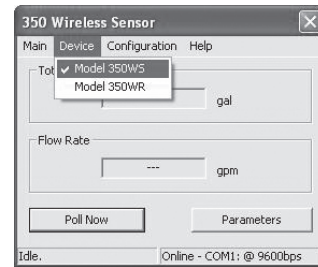 350 Wireless Sensor
Main Device Configuration Help
Model 350WS
Model 350WR
Tot
gal
Flow Rate
--- gpm
Poll Now Parameters
Idle. Online - COM1: @ 9600bps